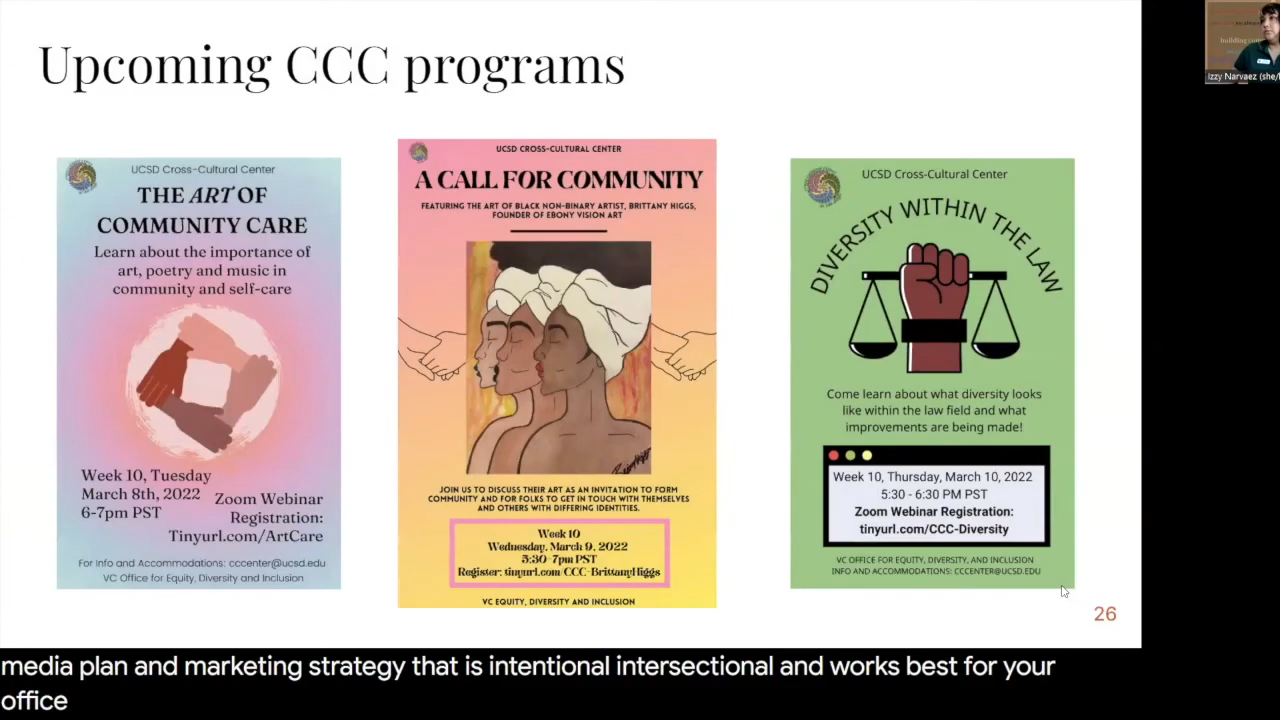 Upcoming CCC programs
UCSD Cross-Cultural Center
THE ART OF
COMMUNITY CARE
Learn about the importance of
art, poetry and music in
community and self-care
Week 10, Tuesday
March 8th, 2022
6-7pm PST
Zoom Webinar
Registration:
Tinyurl.com/ArtCare
For Info and Accommodations: cccenter@ucsd.edu
VC Office for Equity, Diversity and Inclusion
UCSD CROSS-CULTURAL CENTER
A CALL FOR COMMUNITY
FEATURING THE ART OF BLACK NON-BINARY ARTIST, BRITTANY HIGGS,
FOUNDER OF EBONY VISION ART
JOIN US TO DISCUSS THEIR ART AS AN INVITATION TO FORM
COMMUNITY AND FOR FOLKS TO GET IN TOUCH WITH THEMSELVES
AND OTHERS WITH DIFFERING IDENTITIES.
Week 10
Wednesday, March 9, 2022
5:30-7pm PST
Register: tinyurl.com/CCC-BrittanyHiggs
VC EQUITY, DIVERSITY AND INCLUSION
UCSD Cross-Cultural Center
DIVERSITY WITHIN THE LAW
Come learn about what diversity looks
like within the law field and what
improvements are being made!
Week 10, Thursday, March 10, 2022
5:30 - 6:30 PM PST
Zoom Webinar Registration:
tinyurl.com/CCC-Diversity
VC OFFICE FOR EQUITY, DIVERSITY, AND INCLUSION
INFO AND ACCOMMODATIONS: CCCENTER@UCSD.EDU
26
Izzy Narvaez (she/
media plan and marketing strategy that is intentional intersectional and works best for your
office